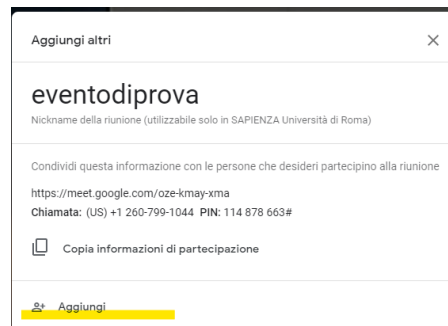 Aggiungi altri
eventodiprova
Nickname della riunione (utilizzabile solo in SAPIENZA Università di Roma)
Condividi questa informazione con le persone che desideri partecipino alla riunione
https://meet.google.com/oze-kmay-xma
Chiamata: (US) +1 260-799-1044 PIN: 114 878 663#
Copia informazioni di partecipazione
Aggiungi